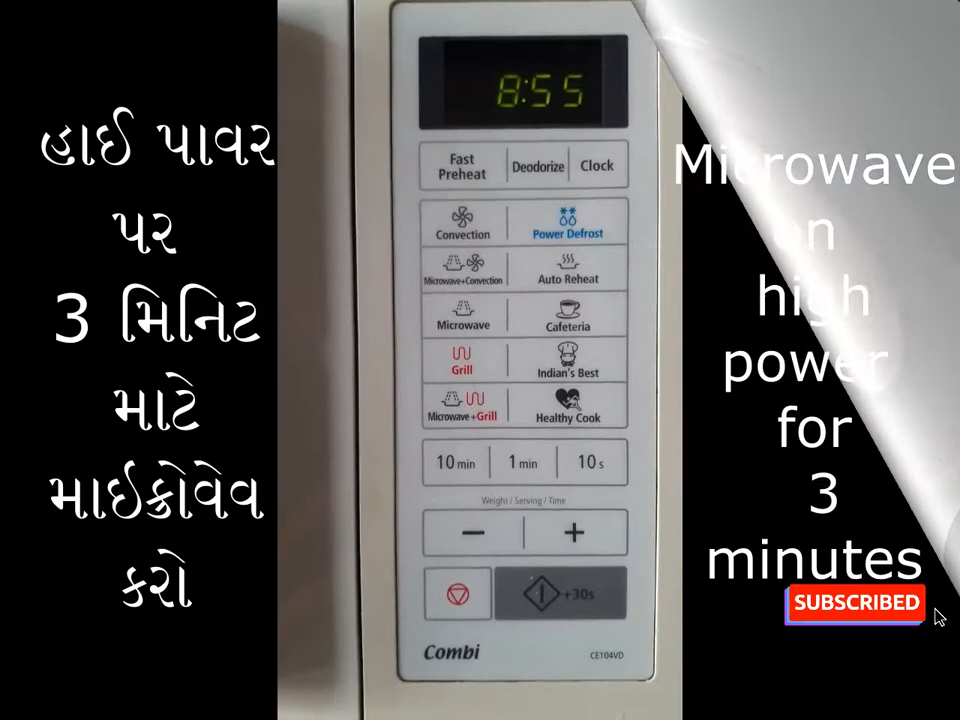 હાઈ પાવર
પર
3 મિનિટ
માટે
માઇક્રોવેવ
કરો
8:55
Fast Preheat
Deodorize
Clock
Convection
Power Defrost
Microwave+Convection
Auto Reheat
Microwave
Cafeteria
Grill
Indian's Best
Microwave+Grill
Healthy Cook
10 min
1 min
10 s
Weight / Serving / Time
− +
+30s
Combi
CE104VD
Microwave
on
high
power
for
3
minutes
SUBSCRIBED